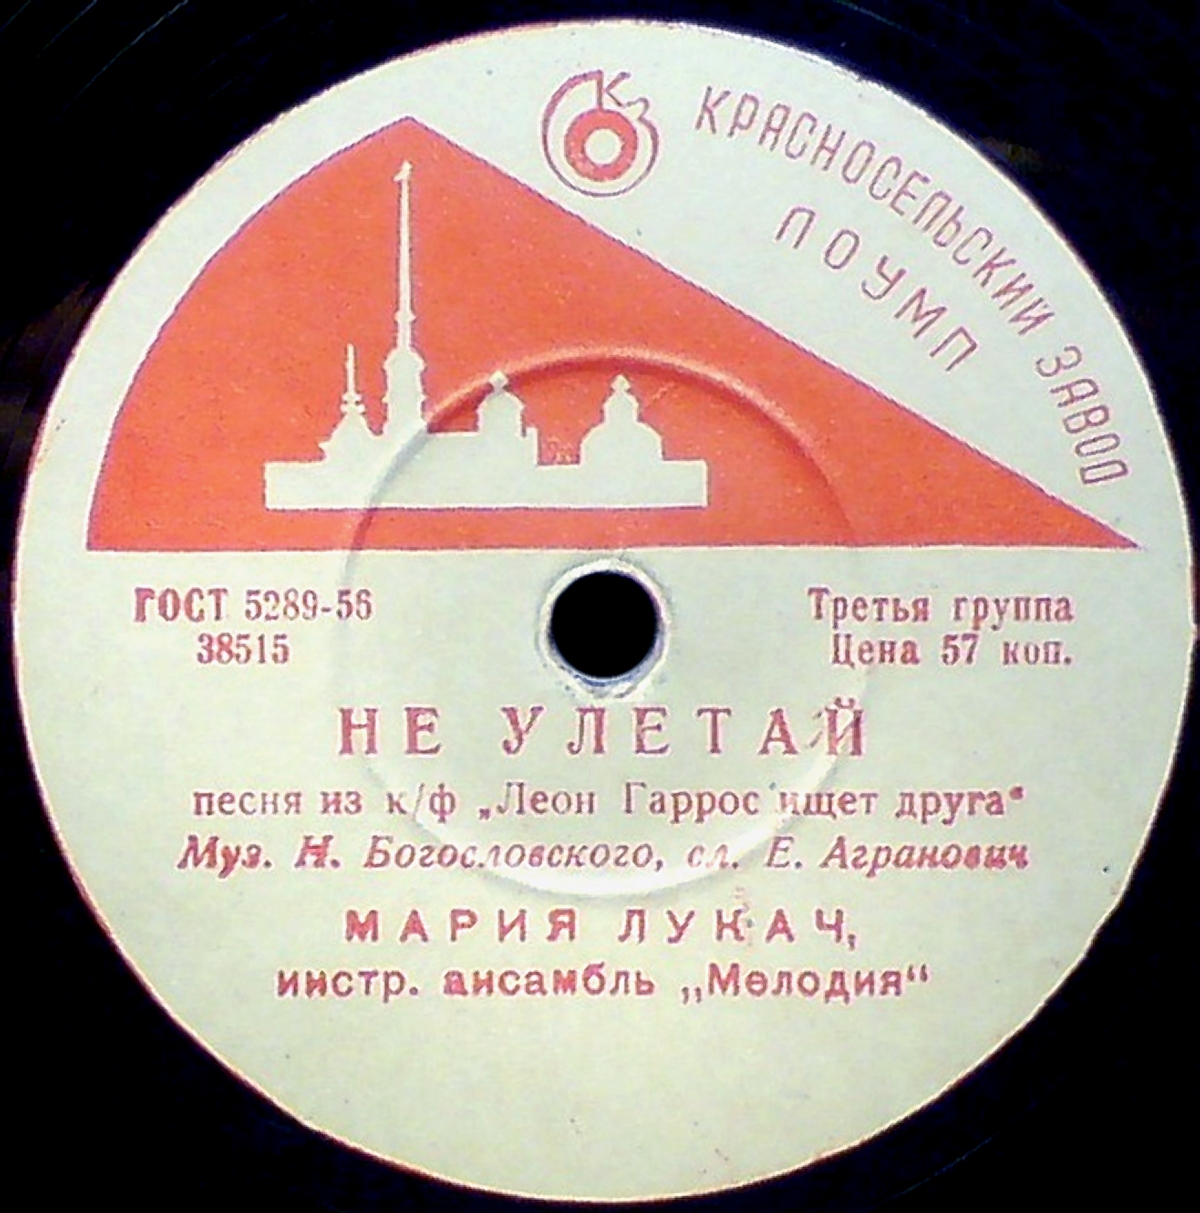 КЗ
КРАСНОСЕЛЬСКИЙ ЗАВОД
ЛОУМП
ГОСТ 5289-56
38515
Третья группа
Цена 57 коп.
НЕ УЛЕТАЙ
песня из к/ф „Леон Гаррос ищет друга“
Муз. Н. Богословского, сл. Е. Агранович
МАРИЯ ЛУКАЧ,
инстр. ансамбль „Мелодия“